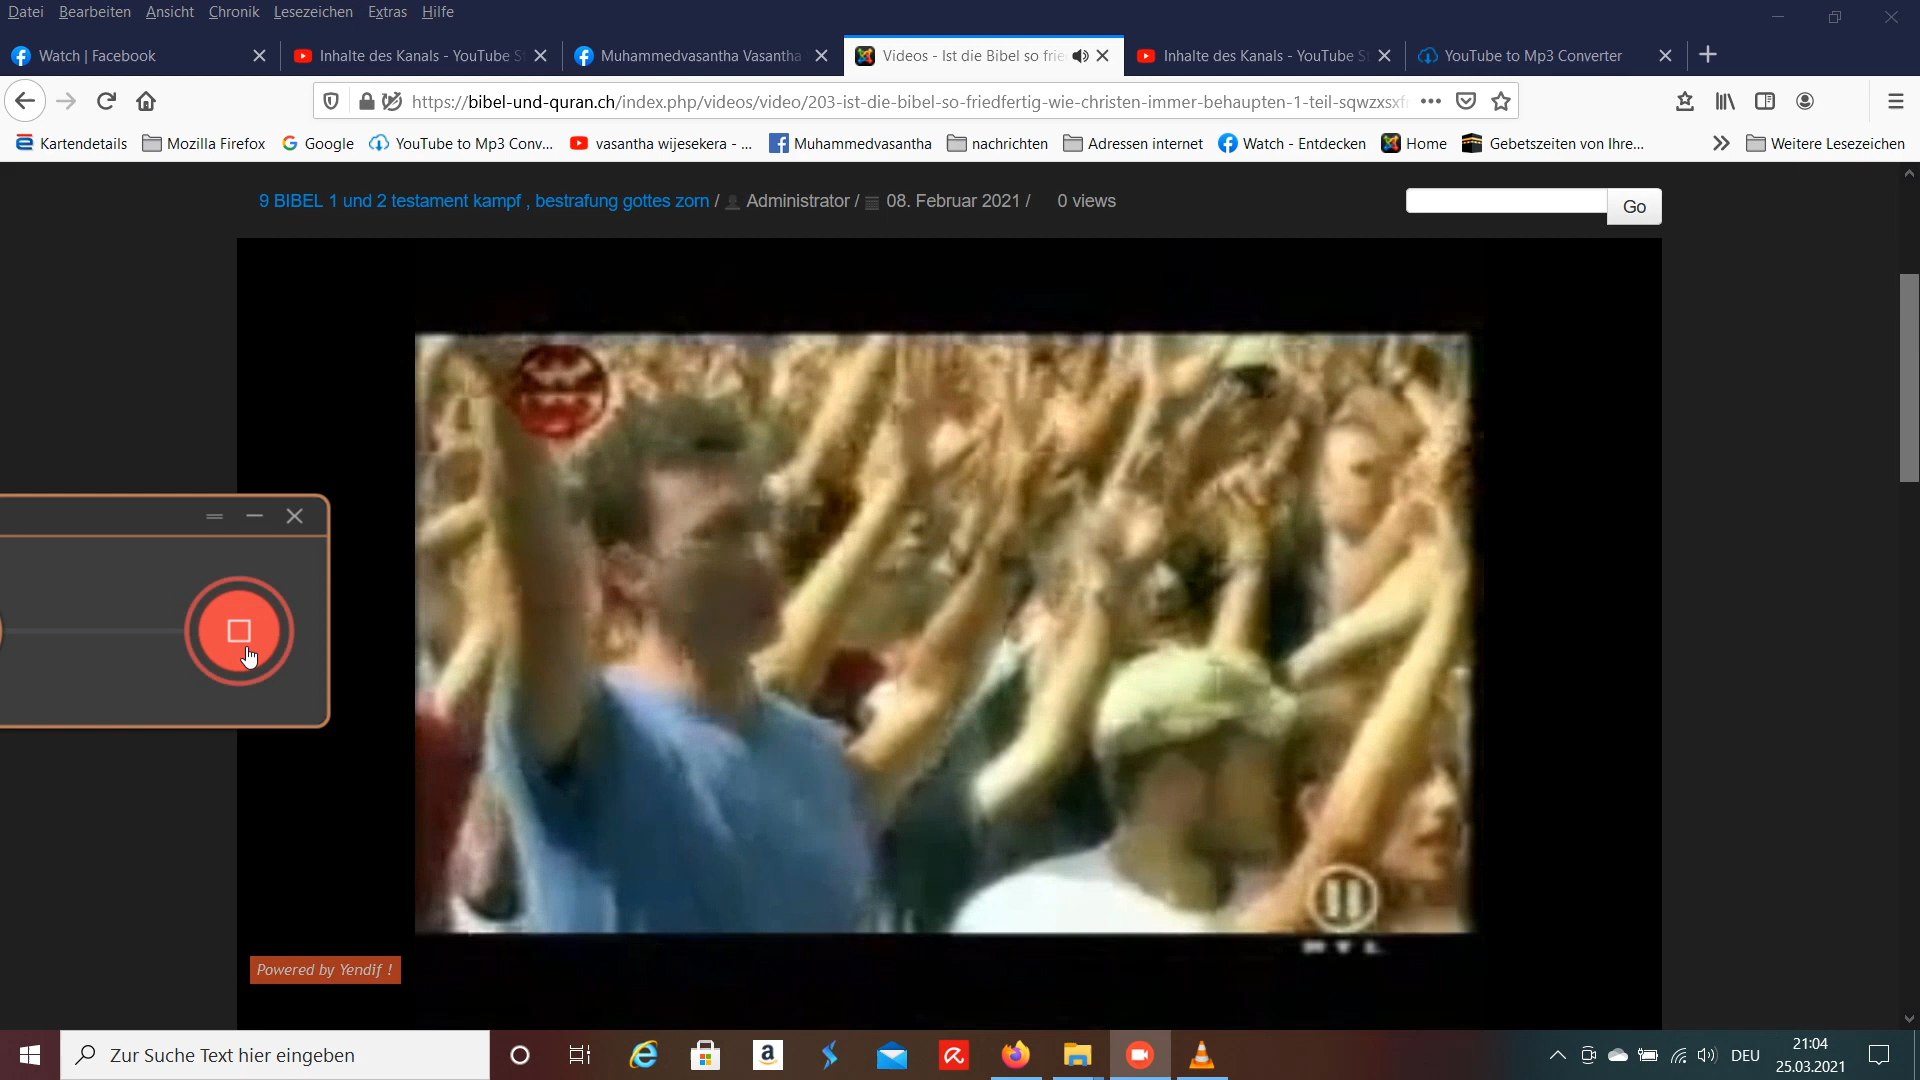 Datei Bearbeiten Ansicht Chronik Lesezeichen Extras Hilfe
Watch | Facebook
Inhalte des Kanals - YouTube S
Muhammedvasantha Vasantha
Videos - Ist die Bibel so frie
Inhalte des Kanals - YouTube S
YouTube to Mp3 Converter
https://bibel-und-quran.ch/index.php/videos/video/203-ist-die-bibel-so-friedfertig-wie-christen-immer-behaupten-1-teil-sqwzxsxf
Kartendetails Mozilla Firefox Google YouTube to Mp3 Conv... vasantha wijesekera - ... Muhammedvasantha nachrichten Adressen internet Watch - Entdecken Home Gebetszeiten von Ihre... Weitere Lesezeichen
9 BIBEL 1 und 2 testament kampf , bestrafung gottes zorn / Administrator / 08. Februar 2021 / 0 views
Go
Powered by Yendif !
Zur Suche Text hier eingeben
DEU
21:04
25.03.2021